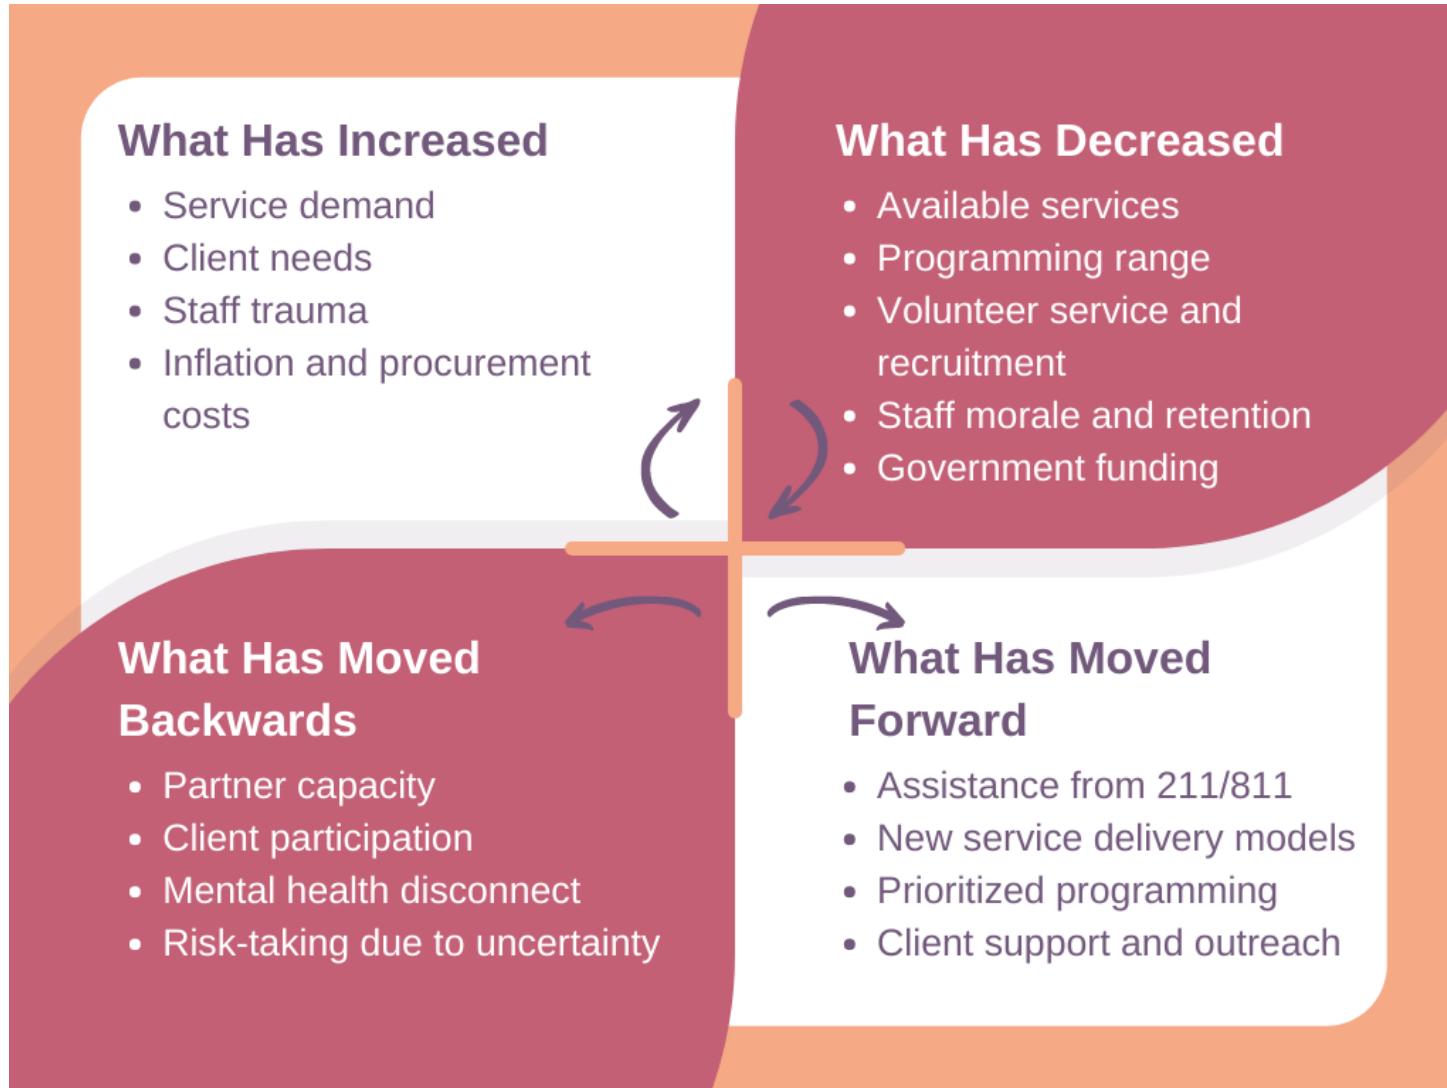 What Has Increased
• Service demand
• Client needs
• Staff trauma
• Inflation and procurement
costs
What Has Decreased
• Available services
• Programming range
• Volunteer service and
recruitment
• Staff morale and retention
• Government funding
What Has Moved
Backwards
• Partner capacity
• Client participation
• Mental health disconnect
• Risk-taking due to uncertainty
What Has Moved
Forward
• Assistance from 211/811
• New service delivery models
• Prioritized programming
• Client support and outreach